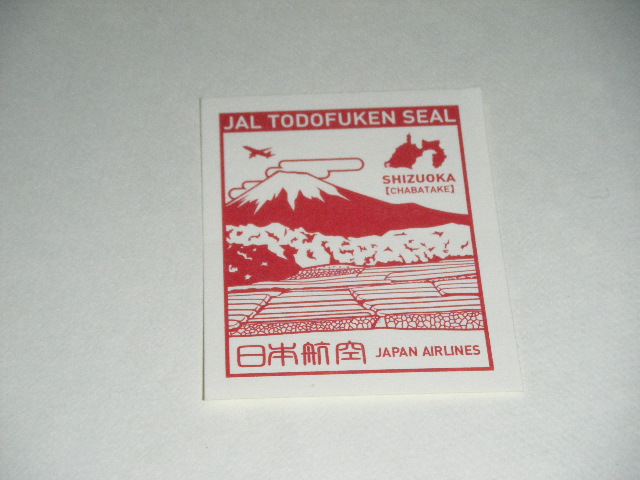 JAL TODOFUKEN SEAL
SHIZUOKA
【CHABATAKE】
日本航空 JAPAN AIRLINES